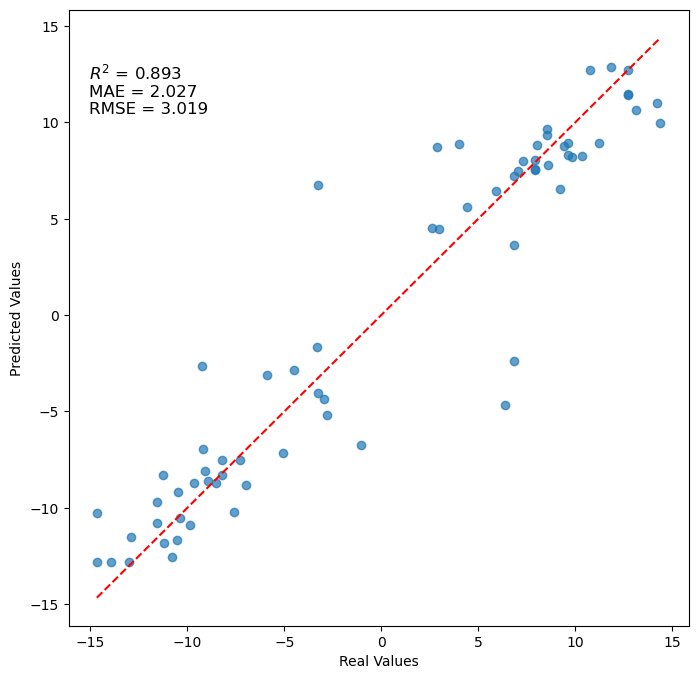 R² = 0.893
MAE = 2.027
RMSE = 3.019
15
10
5
0
−5
−10
−15
Predicted Values
−15 −10 −5 0 5 10 15
Real Values